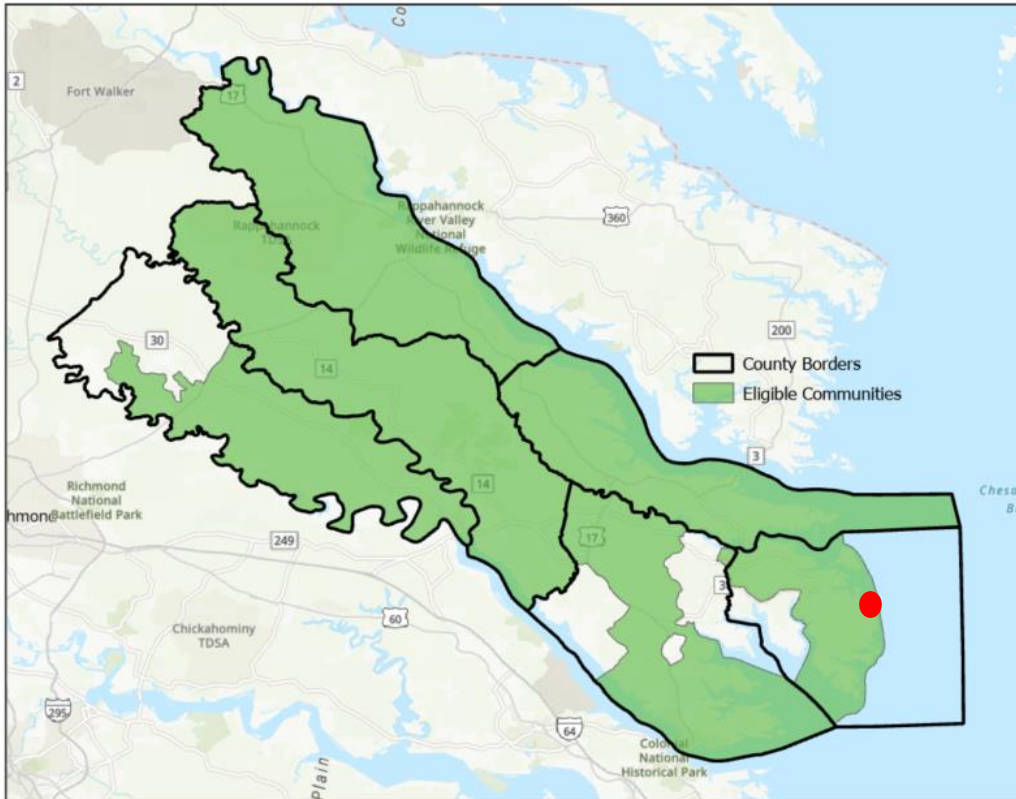 Co
2
Fort Walker
17
Rappahannock
River Valley
National
Wildlife Refuge
Rappahannock
TDSA
360
30
200
14
County Borders
Eligible Communities
3
14
Richmond
National
Battlefield Park
hmond
Chesa
B
249
17
3
60
Chickahominy
TDSA
295
64
Colonial
National
Historical Park
Plain